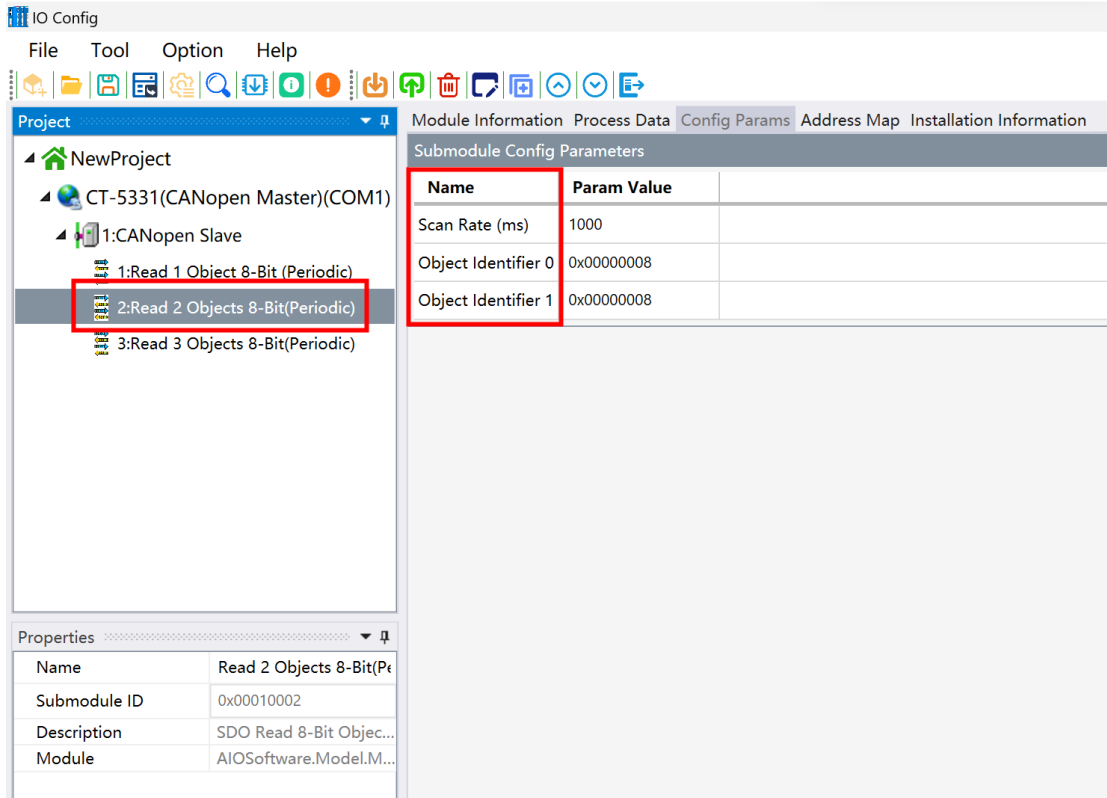 IO Config
File Tool Option Help
Project
NewProject
CT-5331(CANopen Master)(COM1)
1:CANopen Slave
1:Read 1 Object 8-Bit (Periodic)
2:Read 2 Objects 8-Bit(Periodic)
3:Read 3 Objects 8-Bit(Periodic)
Properties
Name Read 2 Objects 8-Bit(Pe
Submodule ID 0x00010002
Description SDO Read 8-Bit Objec...
Module AIOSoftware.Model.M...
Module Information Process Data Config Params Address Map Installation Information
Submodule Config Parameters
Name Param Value
Scan Rate (ms) 1000
Object Identifier 0 0x00000008
Object Identifier 1 0x00000008